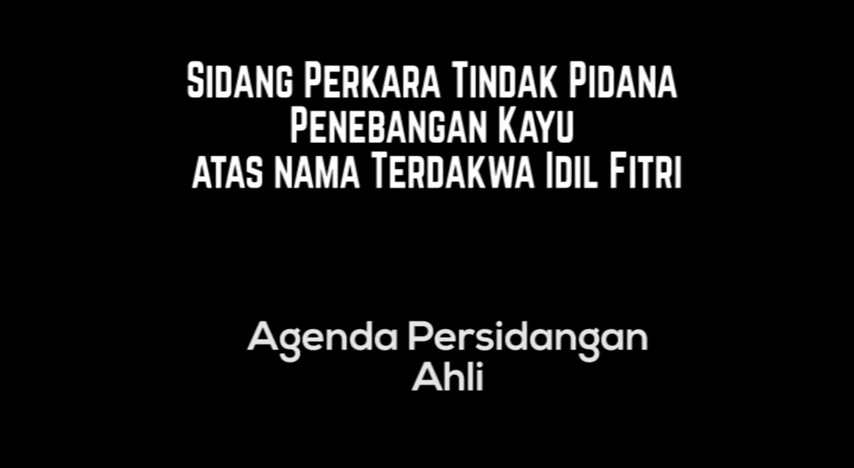 Sidang Perkara Tindak Pidana
Penebangan Kayu
atas nama Terdakwa Idil Fitri
Agenda Persidangan
Ahli